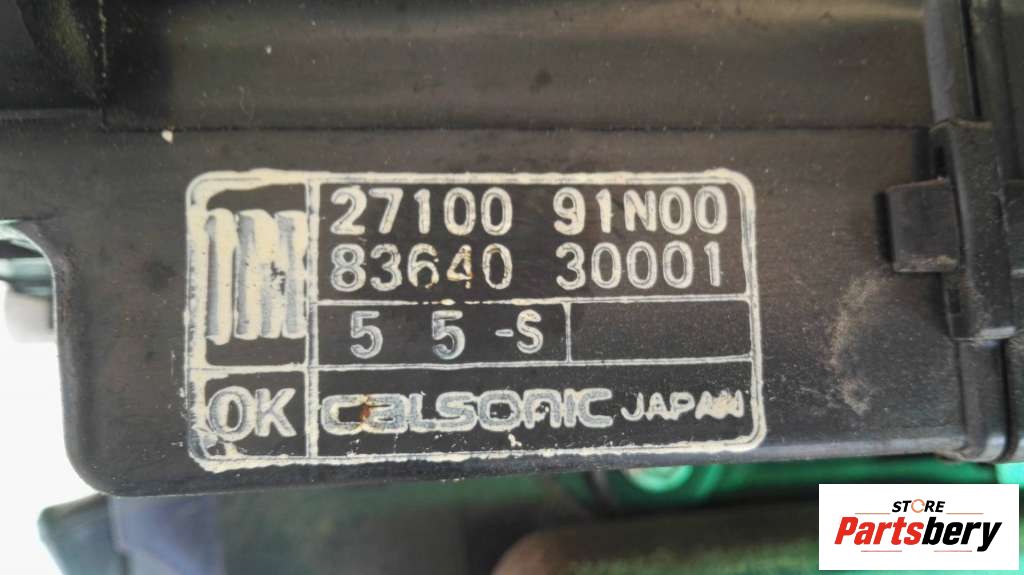 27100 91N00
83640 30001
5 5 -S
OK CALSONIC JAPAN
STORE
Partsbery